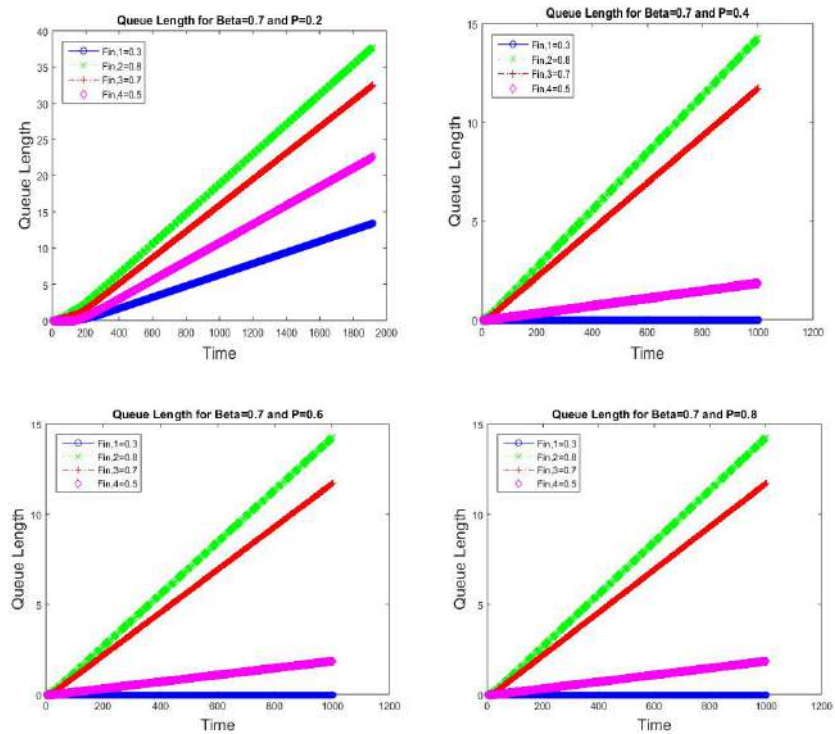 Queue Length for Beta=0.7 and P=0.2
40
35
30
25
20
15
10
5
0
Queue Length
Fin,1=0.3
Fin,2=0.8
Fin,3=0.7
Fin,4=0.5
0 200 400 600 800 1000 1200 1400 1600 1800 2000
Time
Queue Length for Beta=0.7 and P=0.4
15
10
5
0
Queue Length
Fin,1=0.3
Fin,2=0.8
Fin,3=0.7
Fin,4=0.5
0 200 400 600 800 1000 1200
Time
Queue Length for Beta=0.7 and P=0.6
15
10
5
0
Queue Length
Fin,1=0.3
Fin,2=0.8
Fin,3=0.7
Fin,4=0.5
0 200 400 600 800 1000 1200
Time
Queue Length for Beta=0.7 and P=0.8
15
10
5
0
Queue Length
Fin,1=0.3
Fin,2=0.8
Fin,3=0.7
Fin,4=0.5
0 200 400 600 800 1000 1200
Time